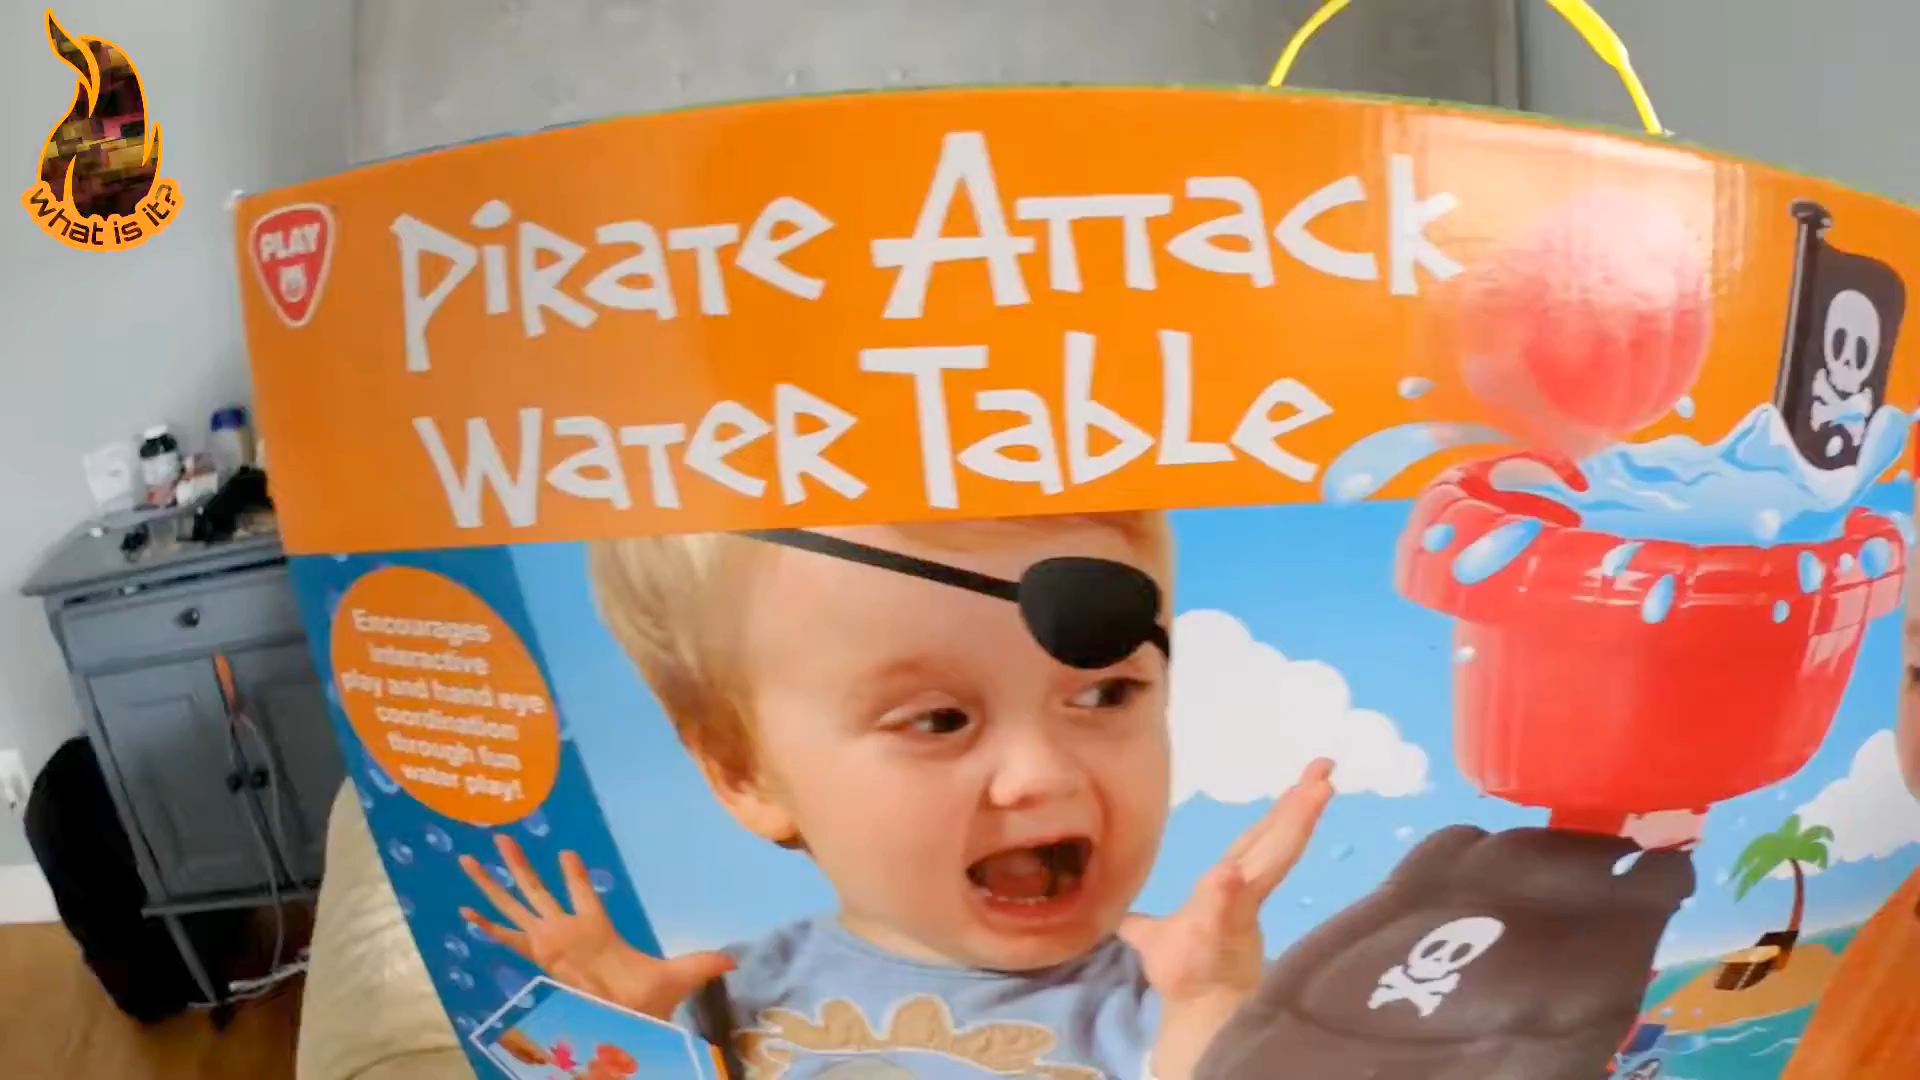 What is it?
PLAY
Pirate Attack
Water Table
Encourages
interactive
play and hand eye
coordination
through fun
water play!